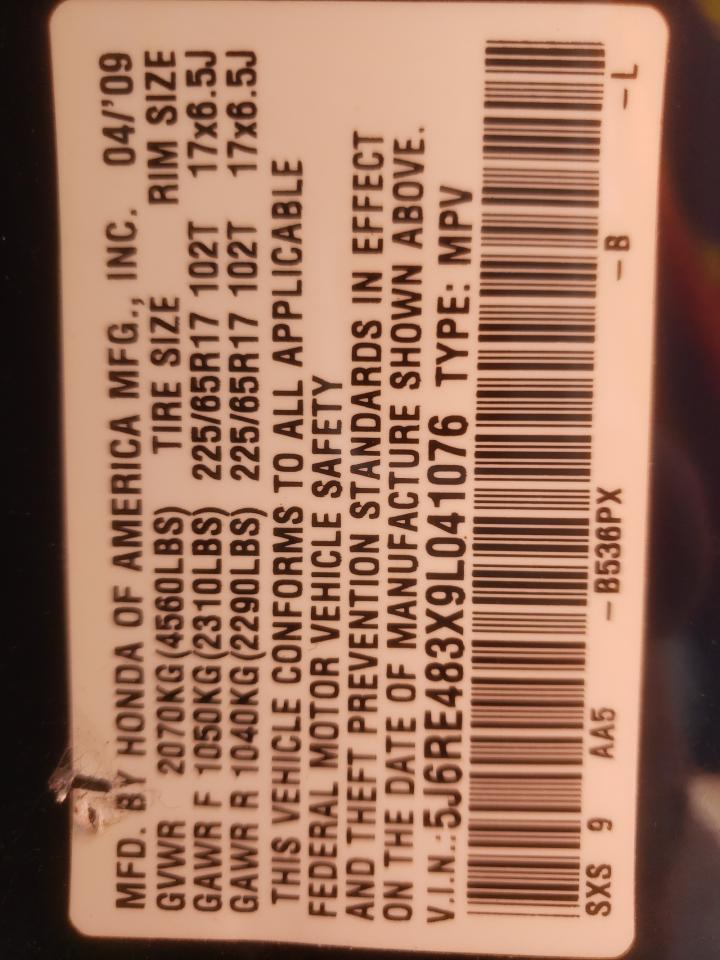 MFD. BY HONDA OF AMERICA MFG., INC. 04/'09
GVWR 2070KG(4560LBS) TIRE SIZE RIM SIZE
GAWR F 1050KG(2310LBS) 225/65R17 102T 17x6.5J
GAWR R 1040KG(2290LBS) 225/65R17 102T 17x6.5J
THIS VEHICLE CONFORMS TO ALL APPLICABLE
FEDERAL MOTOR VEHICLE SAFETY
AND THEFT PREVENTION STANDARDS IN EFFECT
ON THE DATE OF MANUFACTURE SHOWN ABOVE.
V.I.N.:5J6RE483X9L041076 TYPE: MPV
SXS 9 AA5 -B536PX -B -L